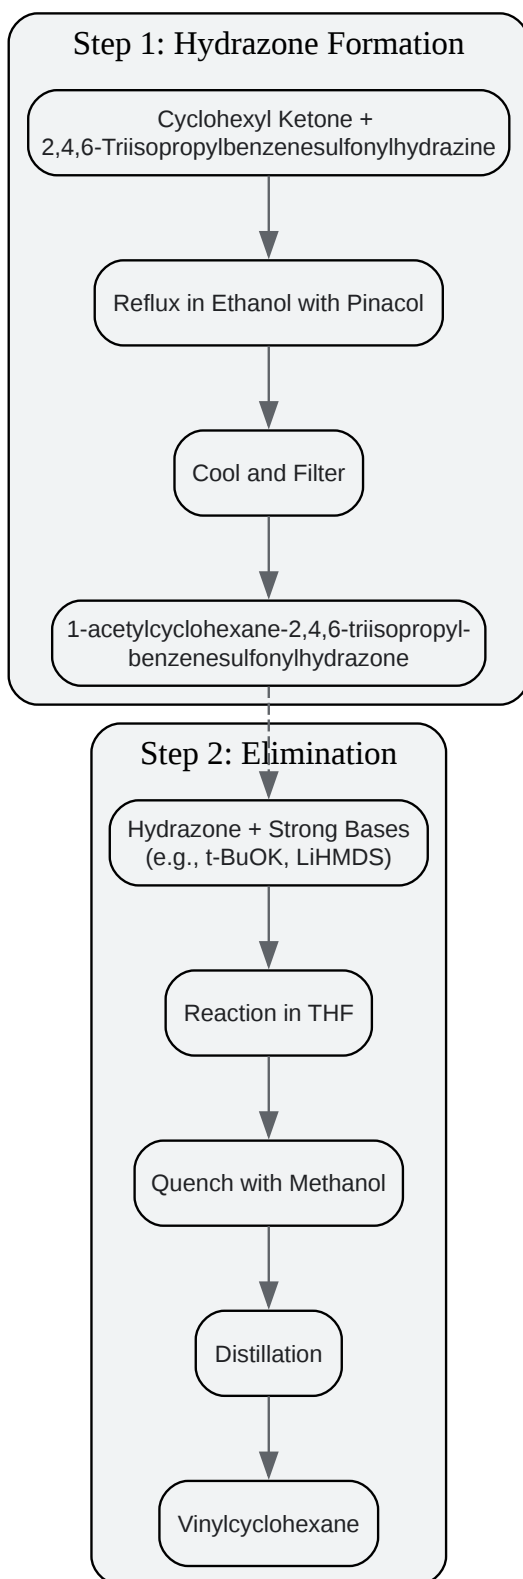 Step 1: Hydrazone Formation
Cyclohexyl Ketone +
2,4,6-Triisopropylbenzenesulfonylhydrazine
Reflux in Ethanol with Pinacol
Cool and Filter
1-acetylcyclohexane-2,4,6-triisopropyl-
benzenesulfonylhydrazone
Step 2: Elimination
Hydrazone + Strong Bases
(e.g., t-BuOK, LiHMDS)
Reaction in THF
Quench with Methanol
Distillation
Vinylcyclohexane